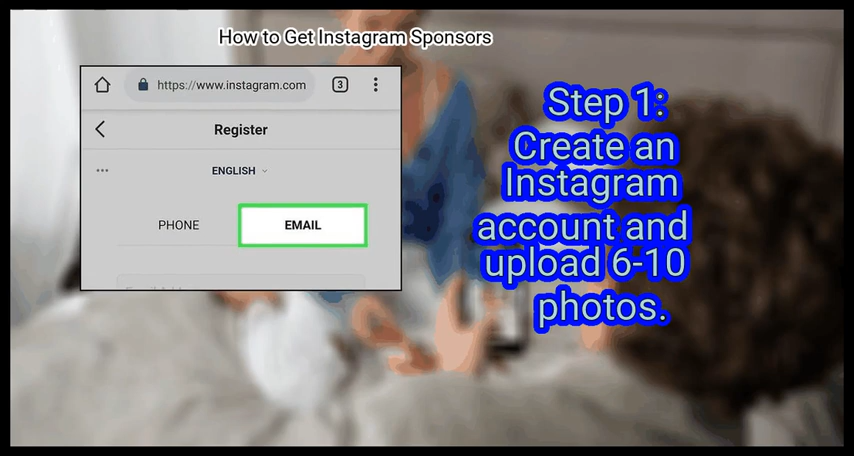 How to Get Instagram Sponsors
https://www.instagram.com
3
Register
ENGLISH
PHONE
EMAIL
Step 1:
Create an
Instagram
account and
upload 6-10
photos.